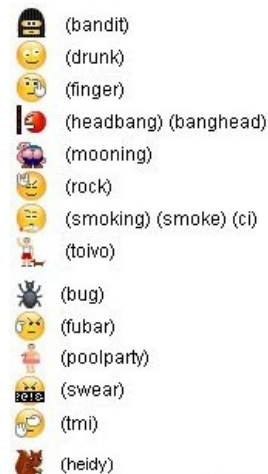 (bandit)
(drunk)
(finger)
(headbang) (banghead)
(mooning)
(rock)
(smoking) (smoke) (ci)
(toivo)
(bug)
(fubar)
(poolparty)
(swear)
(tmi)
(heidy)